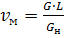 v_M = G·L / G_H